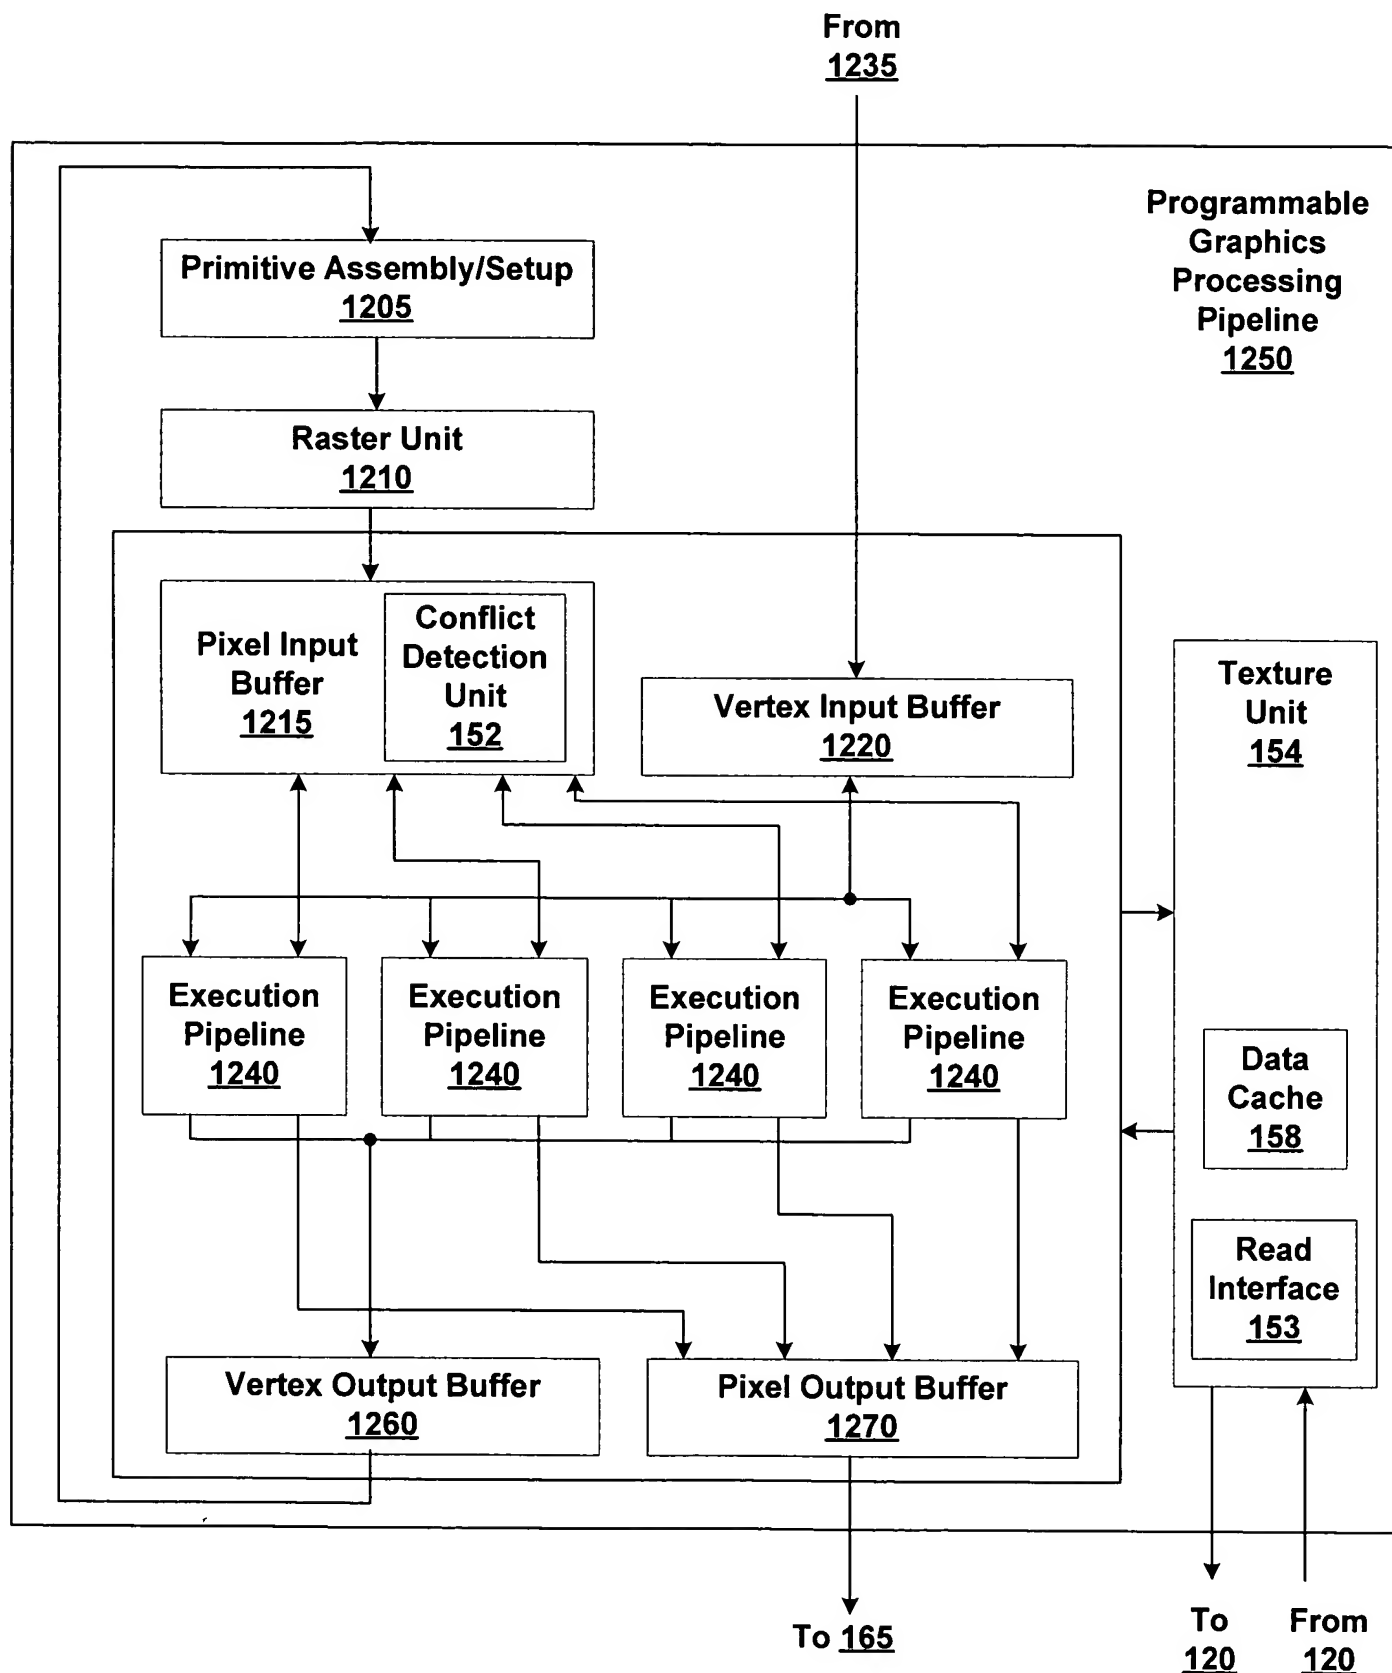 From
1235
Programmable
Graphics
Processing
Pipeline
1250
Primitive Assembly/Setup
1205
Raster Unit
1210
Pixel Input
Buffer
1215
Conflict
Detection
Unit
152
Vertex Input Buffer
1220
Texture
Unit
154
Execution
Pipeline
1240
Execution
Pipeline
1240
Execution
Pipeline
1240
Execution
Pipeline
1240
Data
Cache
158
Read
Interface
153
Vertex Output Buffer
1260
Pixel Output Buffer
1270
To 165
To
120
From
120